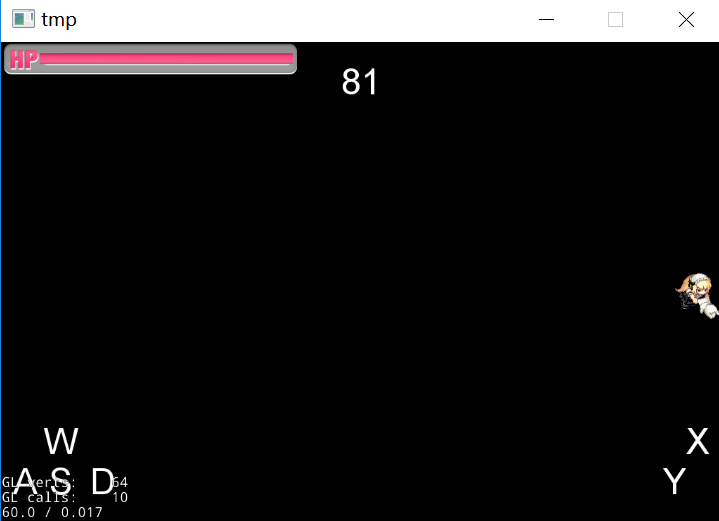 tmp
HP
81
W X
A S D Y
GL verts: 64
GL calls: 10
60.0 / 0.017